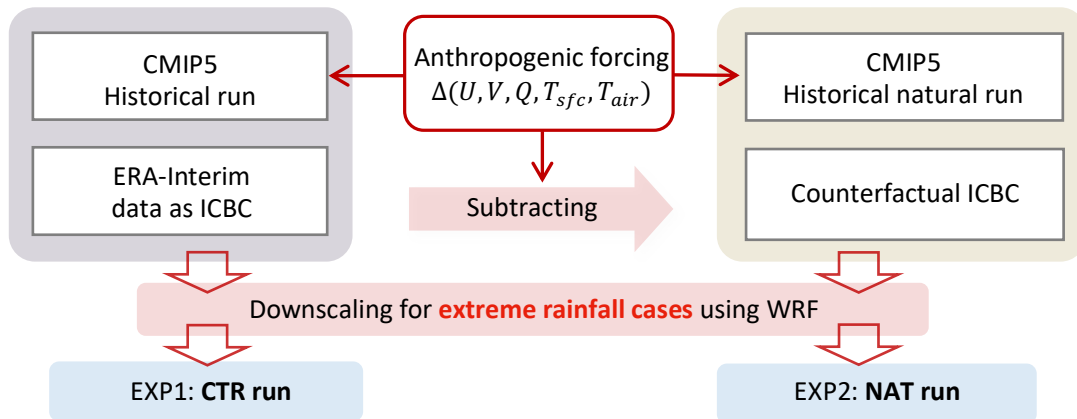 CMIP5
Historical run
Anthropogenic forcing
Δ(U, V, Q, T_sfc, T_air)
CMIP5
Historical natural run
ERA-Interim
data as ICBC
Subtracting
Counterfactual ICBC
Downscaling for extreme rainfall cases using WRF
EXP1: CTR run
EXP2: NAT run